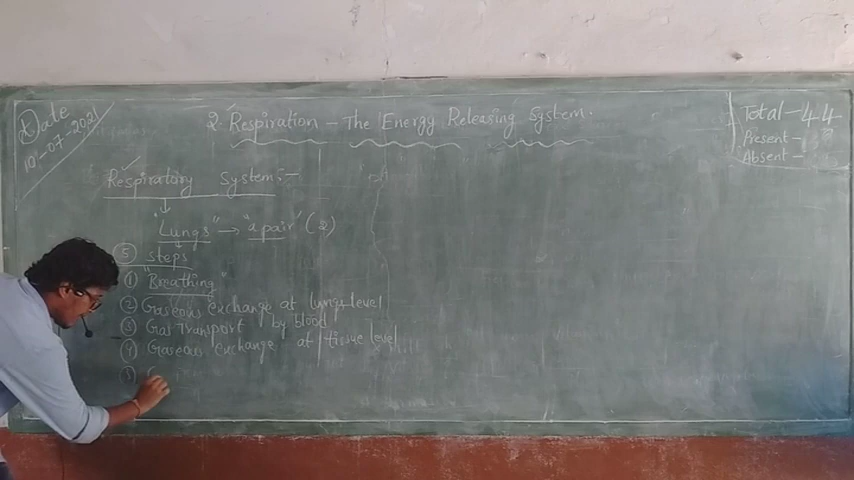 Date
10-07-2021
2. Respiration - The Energy Releasing System.
Total - 44
Present -
Absent -
Respiratory System :-
"Lungs" → "a pair" (2)
5 steps
1 "Breathing"
2 Gaseous exchange at lungs level
3 Gas Transport by blood
4 Gaseous exchange at tissue level
5